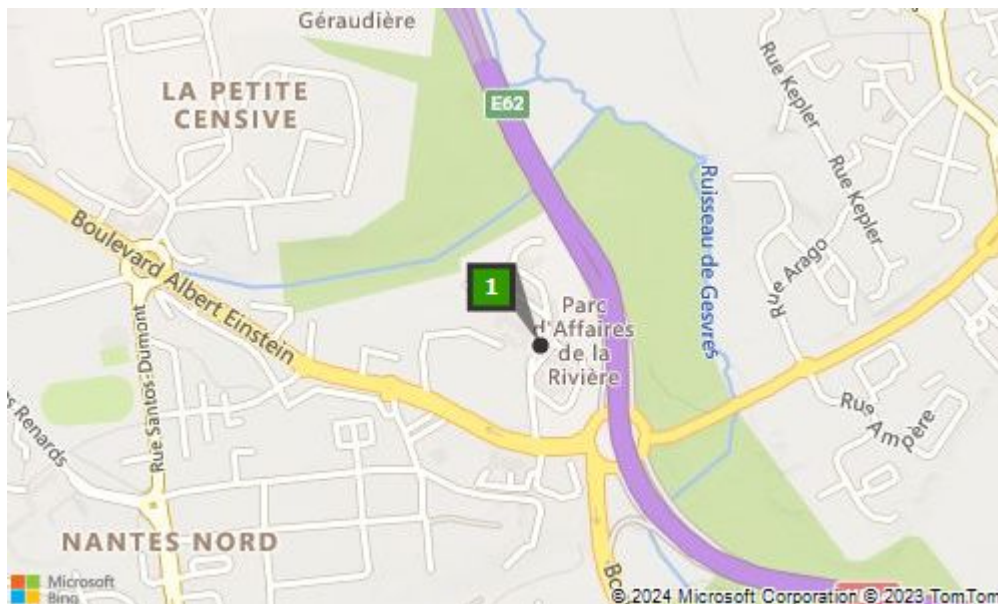 Géraudière
LA PETITE
CENSIVE
E62
Rue Kepler
Rue Kepler
Boulevard Albert Einstein
Ruisseau de Gesvres
Rue Arago
1
Parc
d'Affaires
de la
Rivière
Rue Santos-Dumont
Renards
Rue Ampère
NANTES NORD
Microsoft
Bing
© 2024 Microsoft Corporation © 2023 TomTom